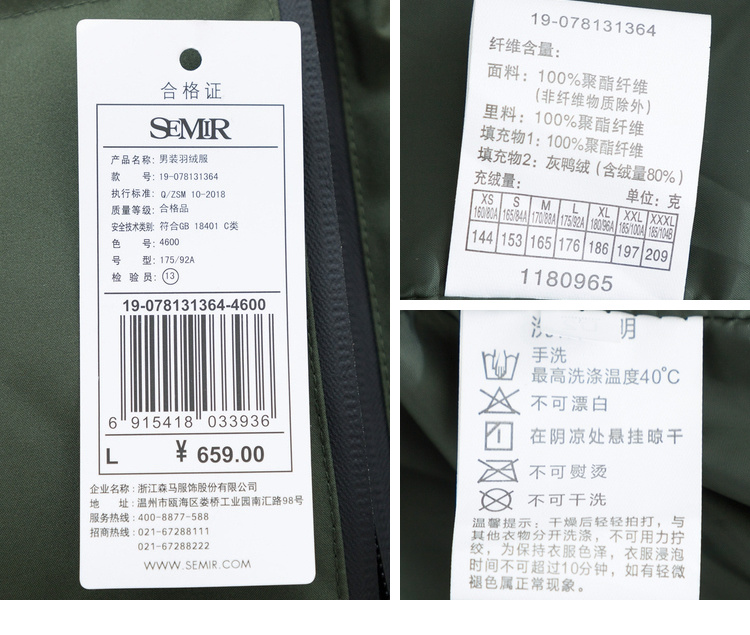 合格证
SEMIR
产品名称: 男装羽绒服
款 号: 19-078131364
执行标准: Q/ZSM 10-2018
质量等级: 合格品
安全技术类别: 符合GB 18401 C类
色 号: 4600
号 型: 175/92A
检 验 员: 13
19-078131364-4600
6 915418 033936
L ¥ 659.00
企业名称: 浙江森马服饰股份有限公司
地 址: 温州市瓯海区娄桥工业园南汇路98号
服务热线: 400-8877-588
招商热线: 021-67288111
021-67288222
WWW.SEMIR.COM
19-078131364
纤维含量:
面料: 100%聚酯纤维
(非纤维物质除外)
里料: 100%聚酯纤维
填充物1: 100%聚酯纤维
填充物2: 灰鸭绒 (含绒量80%)
充绒量: 单位: 克
XS S M L XL XXL XXXL
160/80A 165/84A 170/88A 175/92A 180/96A 185/100A 185/104B
144 153 165 176 186 197 209
1180965
洗 明
手洗
最高洗涤温度40℃
不可漂白
在阴凉处悬挂晾干
不可熨烫
不可干洗
温馨提示: 干燥后轻轻拍打, 与
其他衣物分开洗涤, 不可用力拧
绞, 为保持衣服色泽, 衣服浸泡
时间不可超过10分钟, 如有轻微
褪色属正常现象。